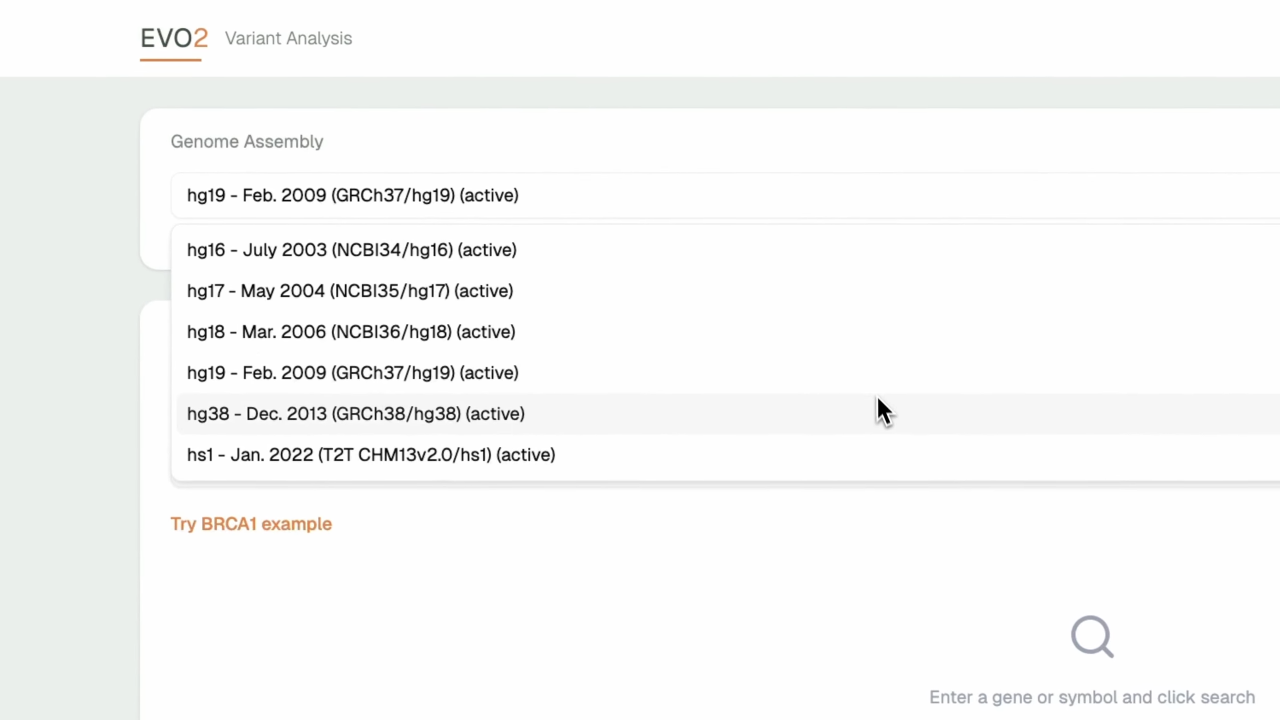 EVO2 Variant Analysis
Genome Assembly
hg19 - Feb. 2009 (GRCh37/hg19) (active)
hg16 - July 2003 (NCBI34/hg16) (active)
hg17 - May 2004 (NCBI35/hg17) (active)
hg18 - Mar. 2006 (NCBI36/hg18) (active)
hg19 - Feb. 2009 (GRCh37/hg19) (active)
hg38 - Dec. 2013 (GRCh38/hg38) (active)
hs1 - Jan. 2022 (T2T CHM13v2.0/hs1) (active)
Try BRCA1 example
Enter a gene or symbol and click search